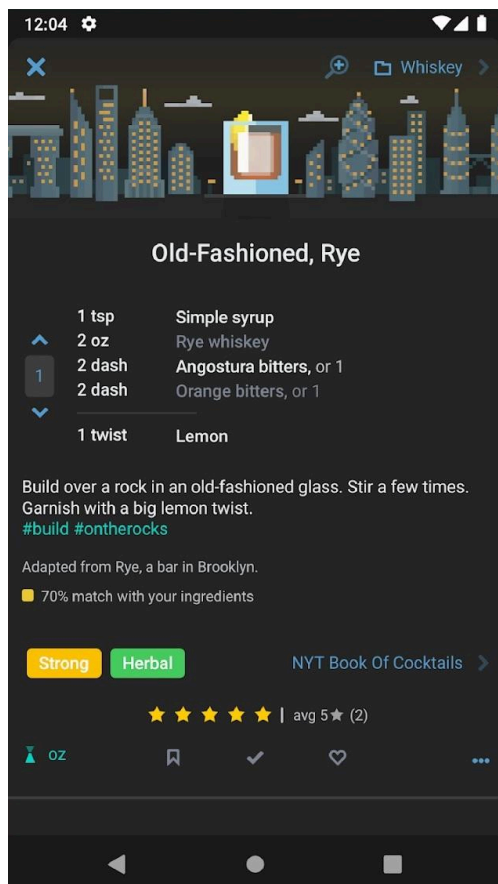 12:04
Whiskey
Old-Fashioned, Rye
1 tsp Simple syrup
2 oz Rye whiskey
1
2 dash Angostura bitters, or 1
2 dash Orange bitters, or 1
1 twist Lemon
Build over a rock in an old-fashioned glass. Stir a few times.
Garnish with a big lemon twist.
#build #ontherocks
Adapted from Rye, a bar in Brooklyn.
70% match with your ingredients
Strong Herbal NYT Book Of Cocktails
| avg 5★ (2)
oz